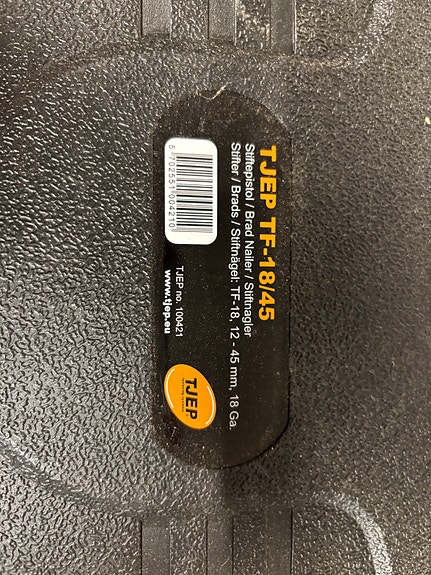 TJEP TF-18/45
Stiftepistol / Brad Nailer / Stiftnagler
Stifter / Brads / Stiftnägel: TF-18, 12 - 45 mm, 18 Ga.
5 702551 004210
TJEP no. 100421
www.tjep.eu
TJEP